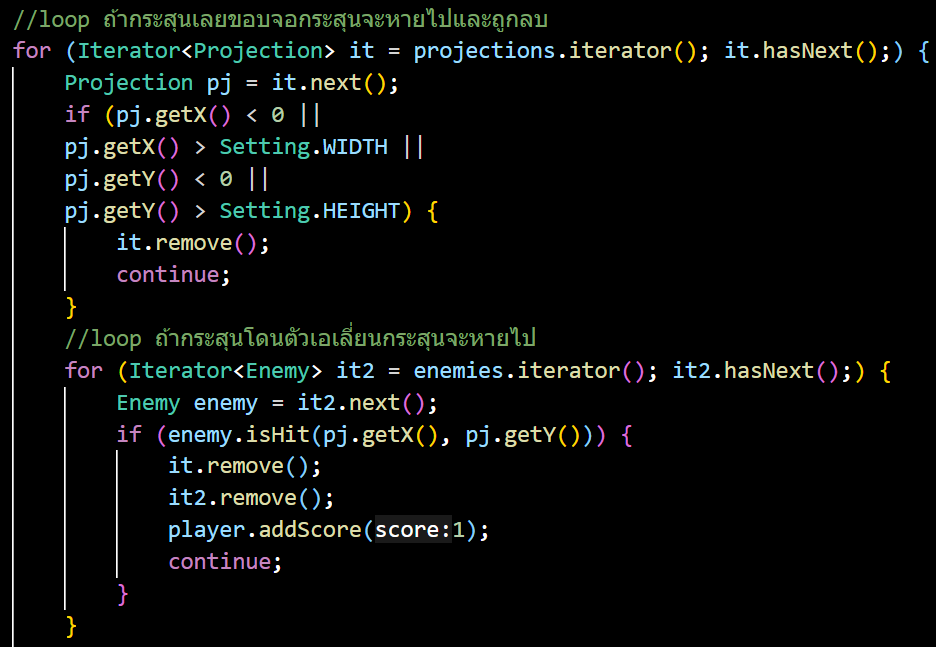 //loop ถ้ากระสุนเลยขอบจอกระสุนจะหายไปและถูกลบ
for (Iterator<Projection> it = projections.iterator(); it.hasNext();) {
Projection pj = it.next();
if (pj.getX() < 0 ||
pj.getX() > Setting.WIDTH ||
pj.getY() < 0 ||
pj.getY() > Setting.HEIGHT) {
it.remove();
continue;
}
//loop ถ้ากระสุนโดนตัวเอเลี่ยนกระสุนจะหายไป
for (Iterator<Enemy> it2 = enemies.iterator(); it2.hasNext();) {
Enemy enemy = it2.next();
if (enemy.isHit(pj.getX(), pj.getY())) {
it.remove();
it2.remove();
player.addScore(score:1);
continue;
}
}